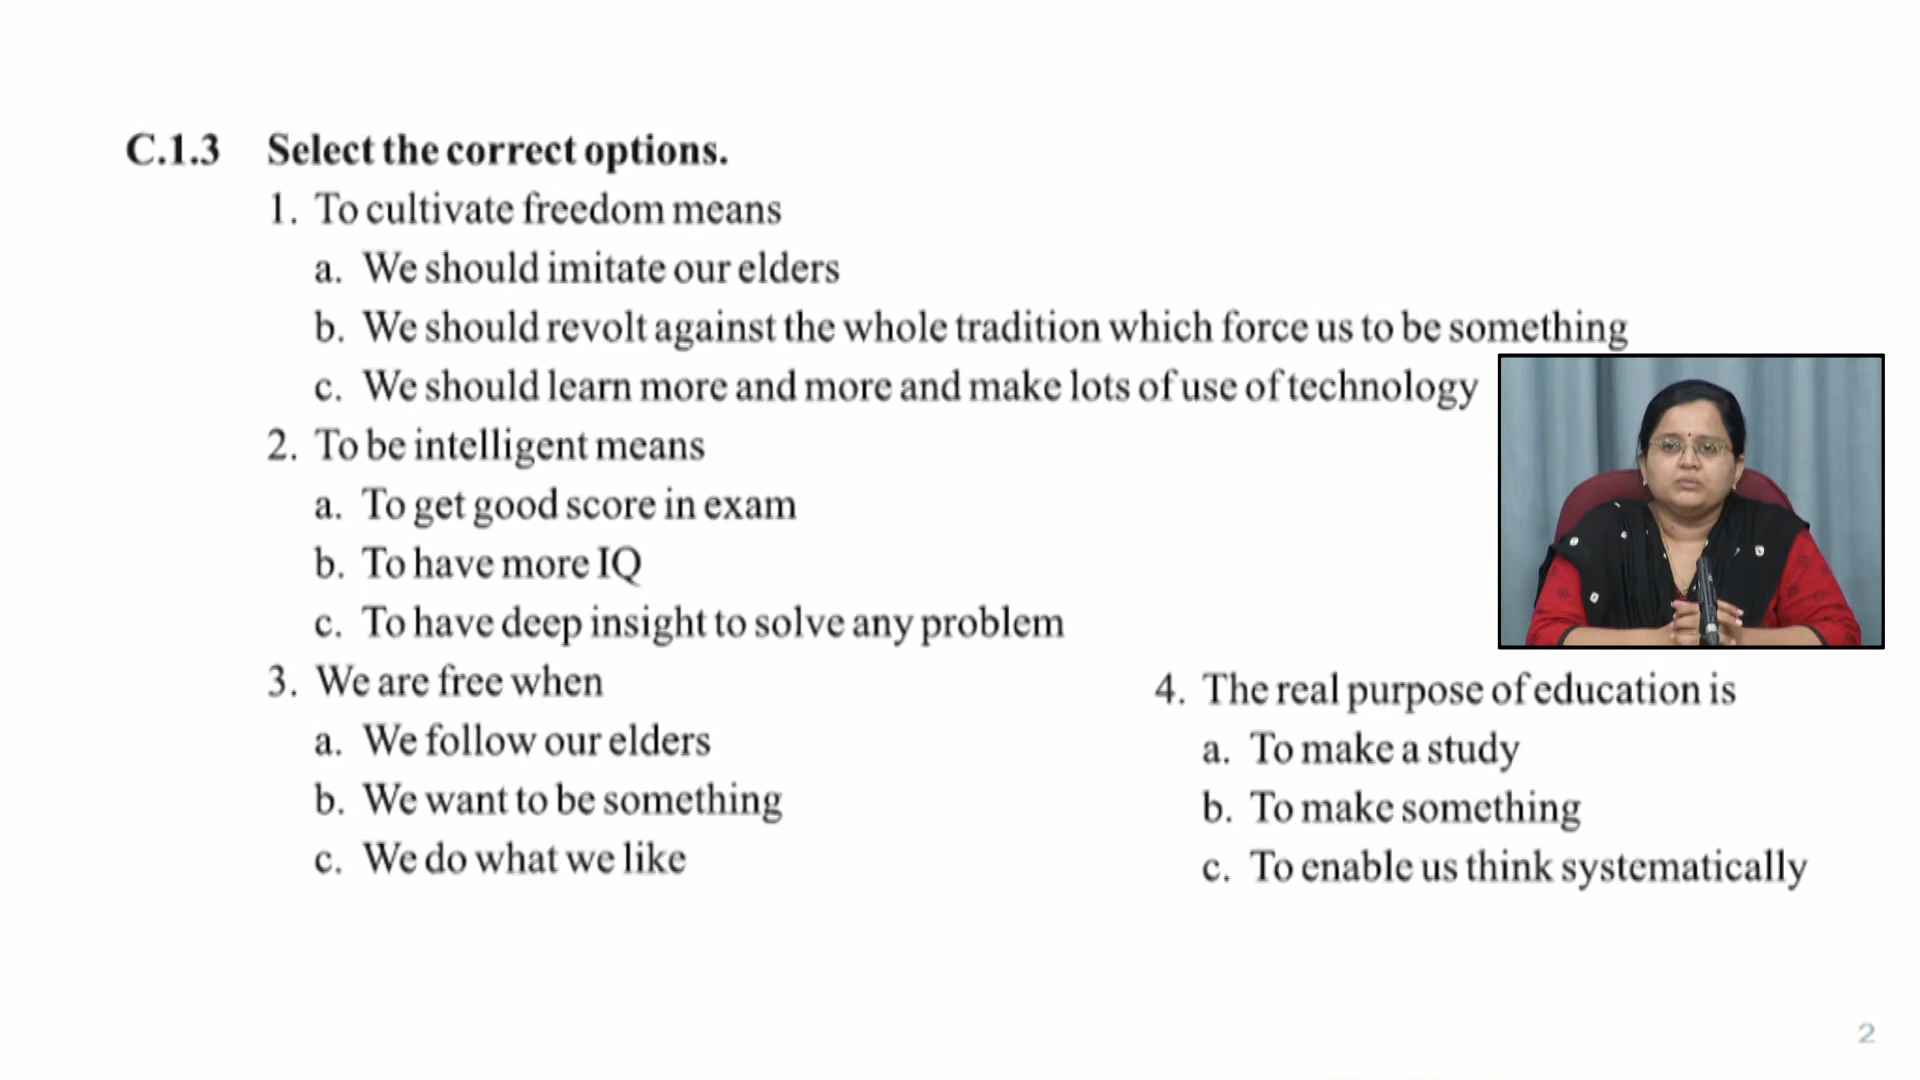 C.1.3 Select the correct options.
1. To cultivate freedom means
a. We should imitate our elders
b. We should revolt against the whole tradition which force us to be something
c. We should learn more and more and make lots of use of technology
2. To be intelligent means
a. To get good score in exam
b. To have more IQ
c. To have deep insight to solve any problem
3. We are free when
a. We follow our elders
b. We want to be something
c. We do what we like
4. The real purpose of education is
a. To make a study
b. To make something
c. To enable us think systematically
2